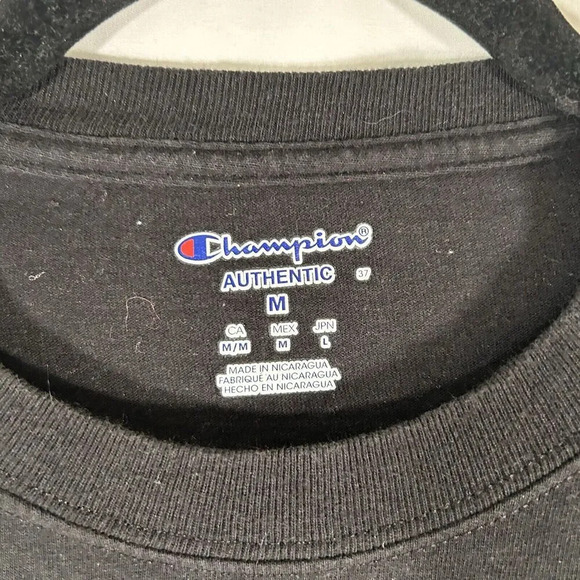 Champion®
AUTHENTIC 37
M
CA MEX JPN
M/M M L
MADE IN NICARAGUA
FABRIQUÉ AU NICARAGUA
HECHO EN NICARAGUA